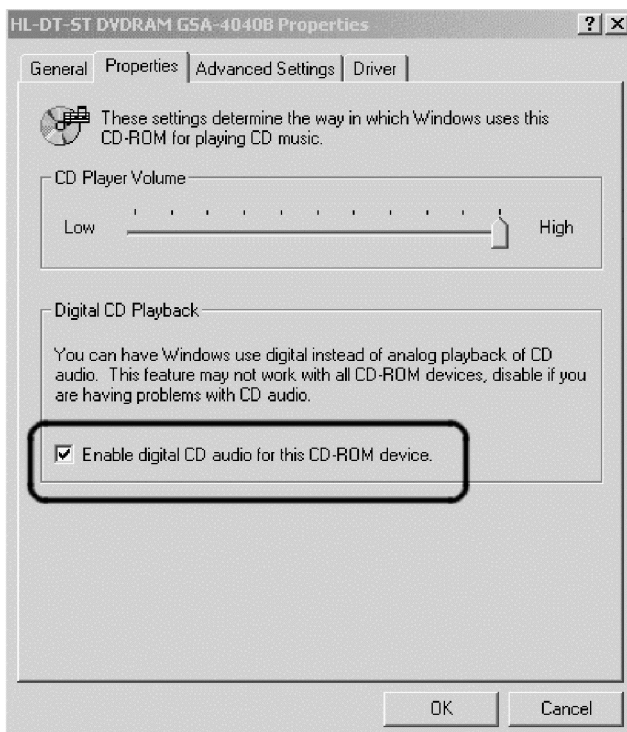 HL-DT-ST DVDRAM GSA-4040B Properties
General Properties Advanced Settings Driver
These settings determine the way in which Windows uses this
CD-ROM for playing CD music.
CD Player Volume
Low High
Digital CD Playback
You can have Windows use digital instead of analog playback of CD
audio. This feature may not work with all CD-ROM devices, disable if you
are having problems with CD audio.
Enable digital CD audio for this CD-ROM device.
OK Cancel